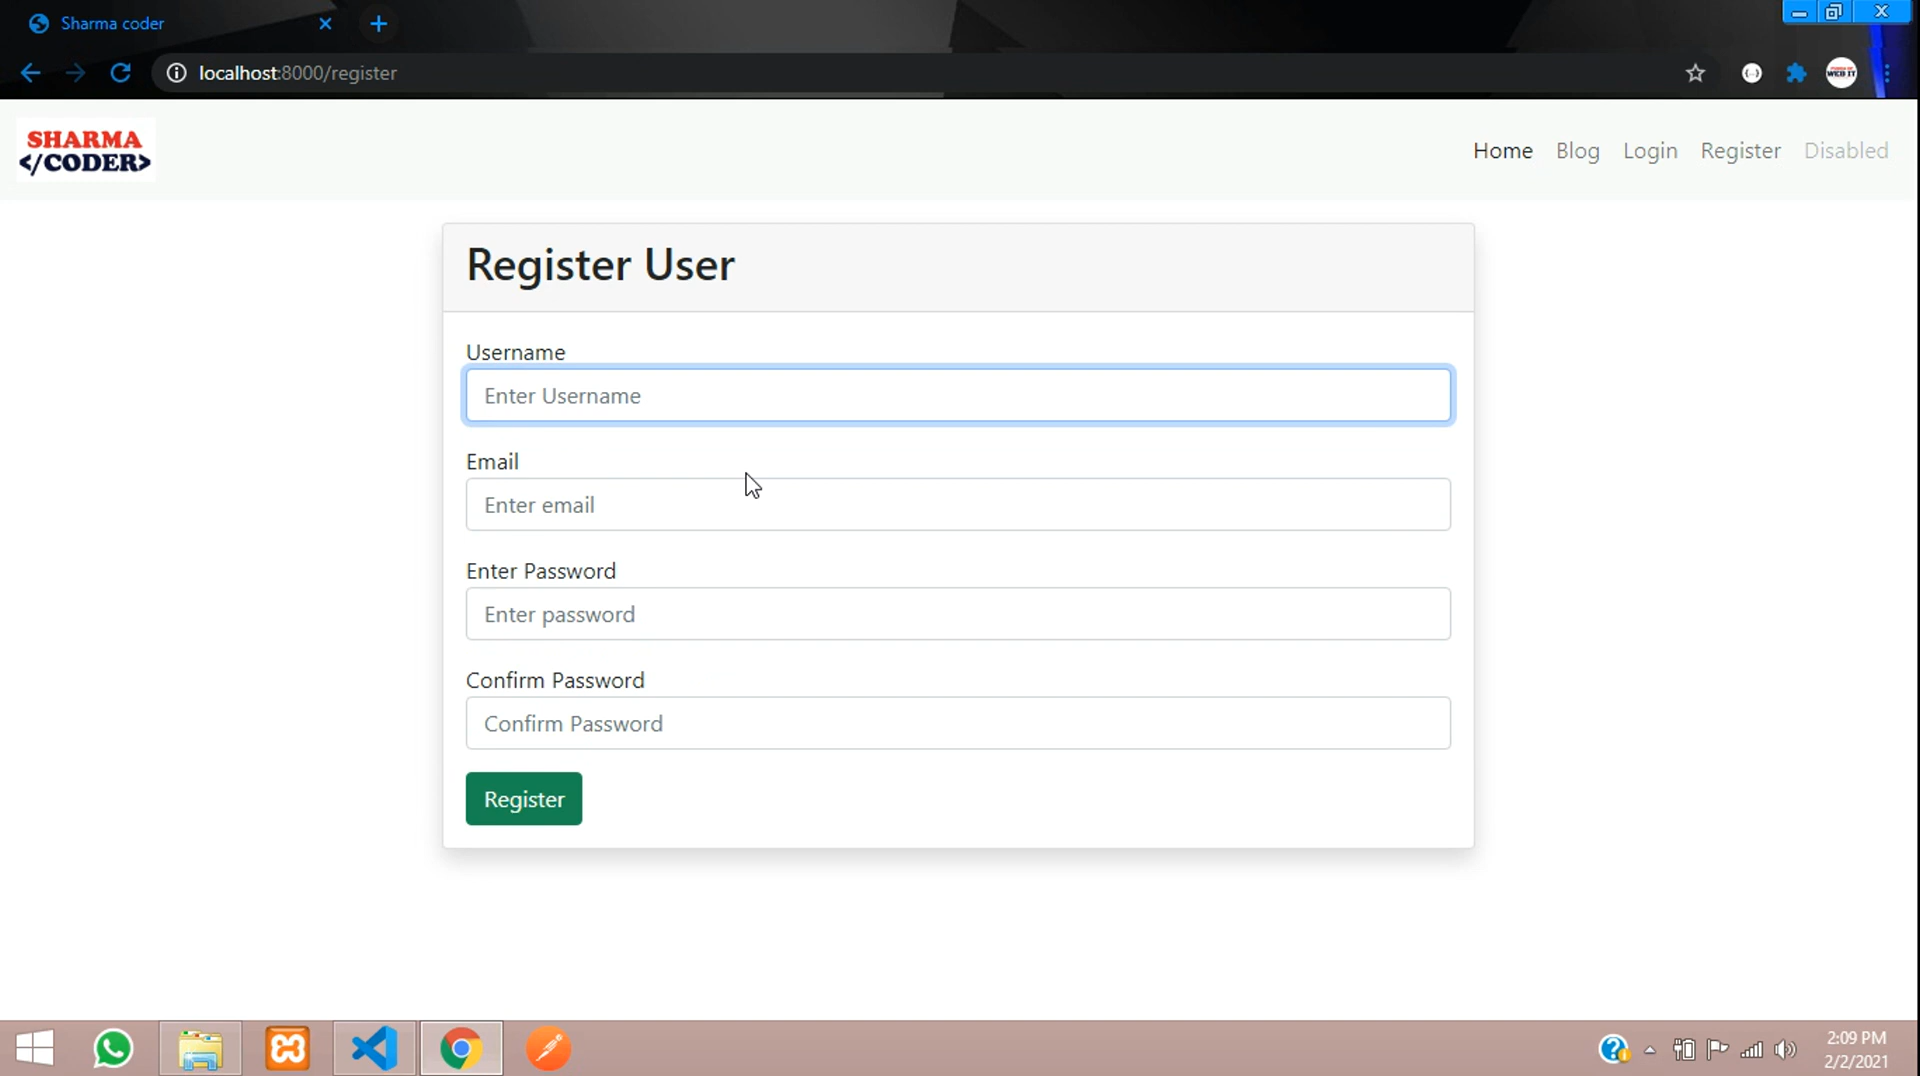 Sharma coder
localhost:8000/register
SHARMA
</CODER>
Home Blog Login Register Disabled
Register User
Username
Enter Username
Email
Enter email
Enter Password
Enter password
Confirm Password
Confirm Password
Register
2:09 PM
2/2/2021